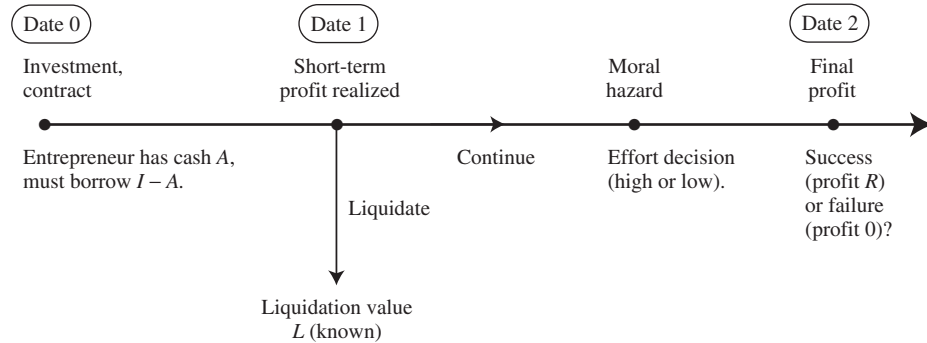 Date 0
Date 1
Date 2
Investment,
contract
Short-term
profit realized
Moral
hazard
Final
profit
Entrepreneur has cash A,
must borrow I – A.
Continue
Effort decision
(high or low).
Success
(profit R)
or failure
(profit 0)?
Liquidate
Liquidation value
L (known)